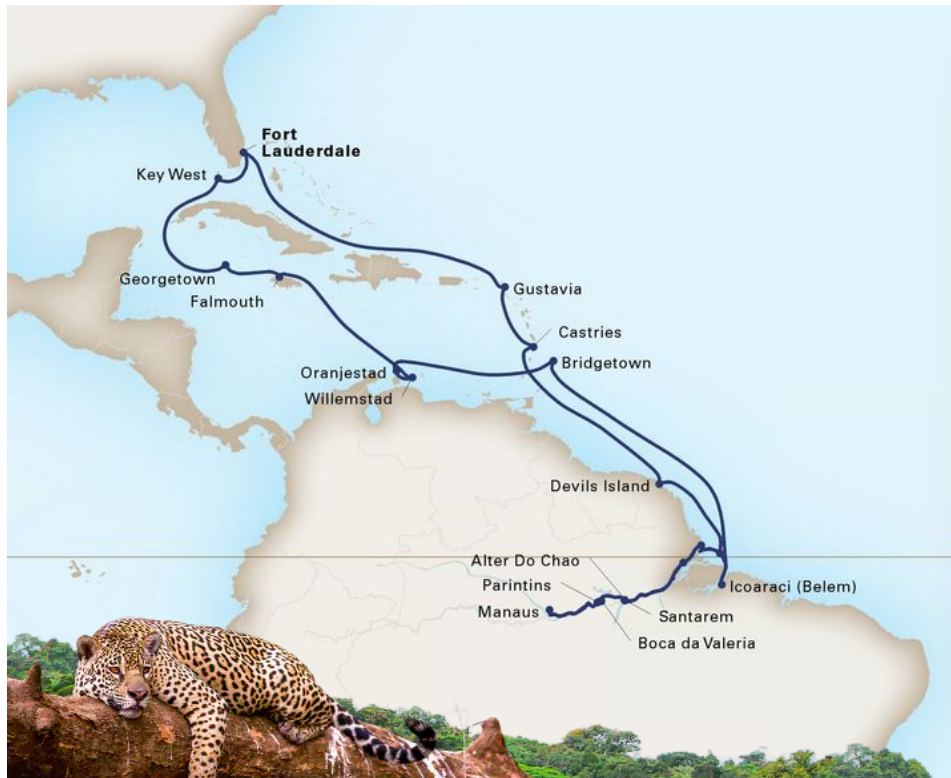 Fort
Lauderdale
Key West
Georgetown
Falmouth
Gustavia
Castries
Bridgetown
Oranjestad
Willemstad
Devils Island
Alter Do Chao
Parintins
Manaus
Icoaraci (Belem)
Santarem
Boca da Valeria